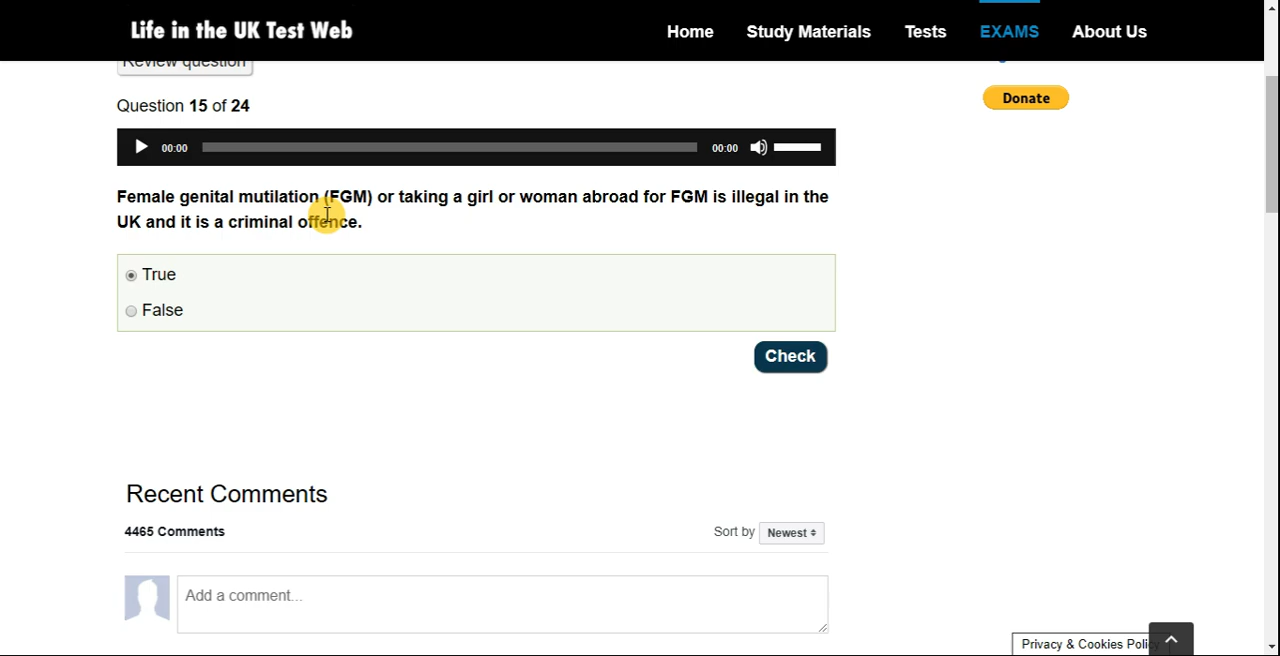 Life in the UK Test Web
Home Study Materials Tests EXAMS About Us
Review question
Donate
Question 15 of 24
00:00 00:00
Female genital mutilation (FGM) or taking a girl or woman abroad for FGM is illegal in the
UK and it is a criminal offence.
True
False
Check
Recent Comments
4465 Comments
Sort by Newest
Add a comment...
Privacy & Cookies Policy